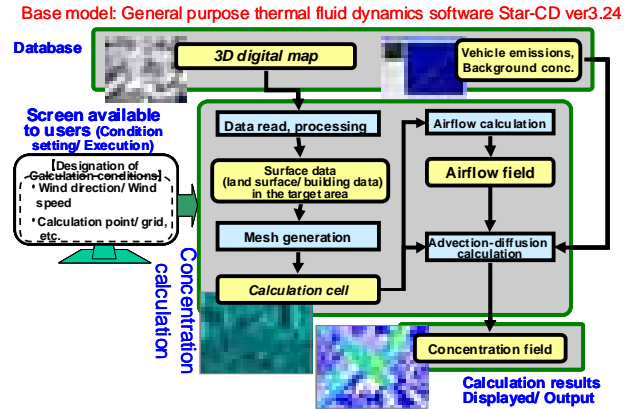 Base model: General purpose thermal fluid dynamics software Star-CD ver3.24
Database
3D digital map
Vehicle emissions,
Background conc.
Screen available
to users (Condition
setting/ Execution)
【Designation of
Calculation conditions】
・Wind direction/ Wind
speed
・Calculation point/ grid,
etc.
Concentration
calculation
Data read, processing
Surface data
(land surface/ building data)
in the target area
Mesh generation
Calculation cell
Airflow calculation
Airflow field
Advection-diffusion
calculation
Concentration field
Calculation results
Displayed/ Output